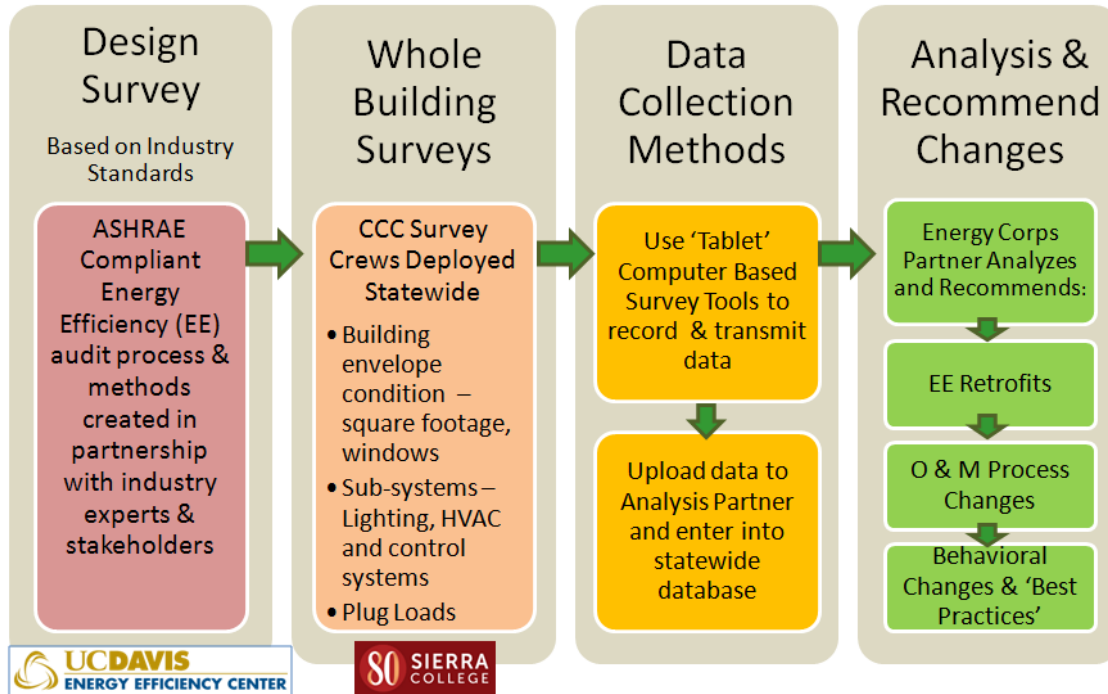 Design
Survey
Based on Industry
Standards
ASHRAE
Compliant
Energy
Efficiency (EE)
audit process &
methods
created in
partnership
with industry
experts &
stakeholders
UCDAVIS
ENERGY EFFICIENCY CENTER
Whole
Building
Surveys
CCC Survey
Crews Deployed
Statewide
• Building
envelope
condition –
square footage,
windows
• Sub-systems –
Lighting, HVAC
and control
systems
• Plug Loads
80 SIERRA
COLLEGE
Data
Collection
Methods
Use ‘Tablet’
Computer Based
Survey Tools to
record & transmit
data
Upload data to
Analysis Partner
and enter into
statewide
database
Analysis &
Recommend
Changes
Energy Corps
Partner Analyzes
and Recommends:
EE Retrofits
O & M Process
Changes
Behavioral
Changes & ‘Best
Practices’